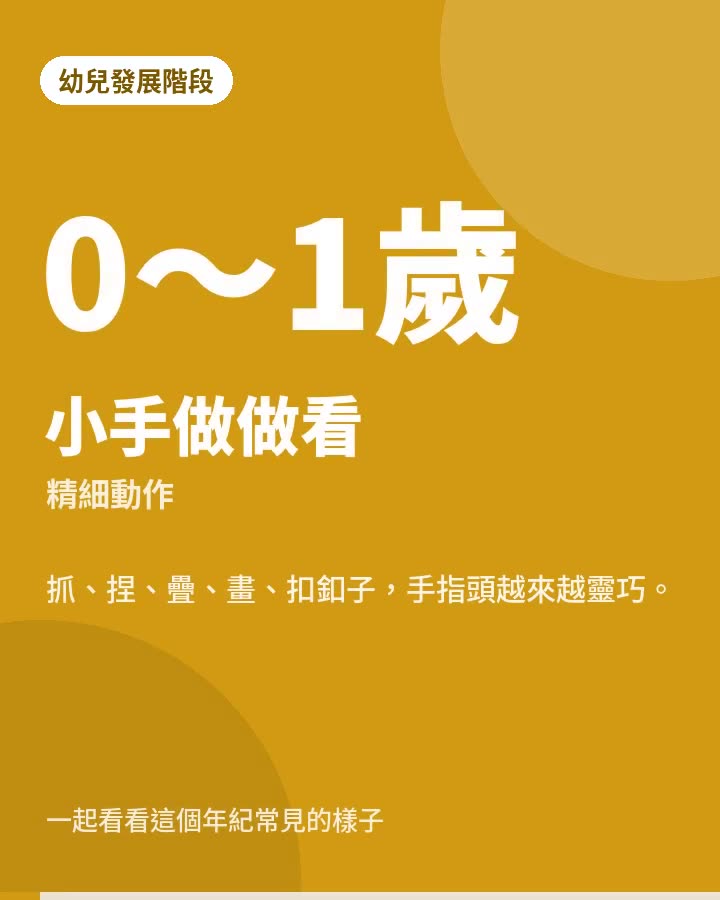 幼兒發展階段
0～1歲
小手做做看
精細動作
抓、捏、疊、畫、扣釦子，手指頭越來越靈巧。
一起看看這個年紀常見的樣子